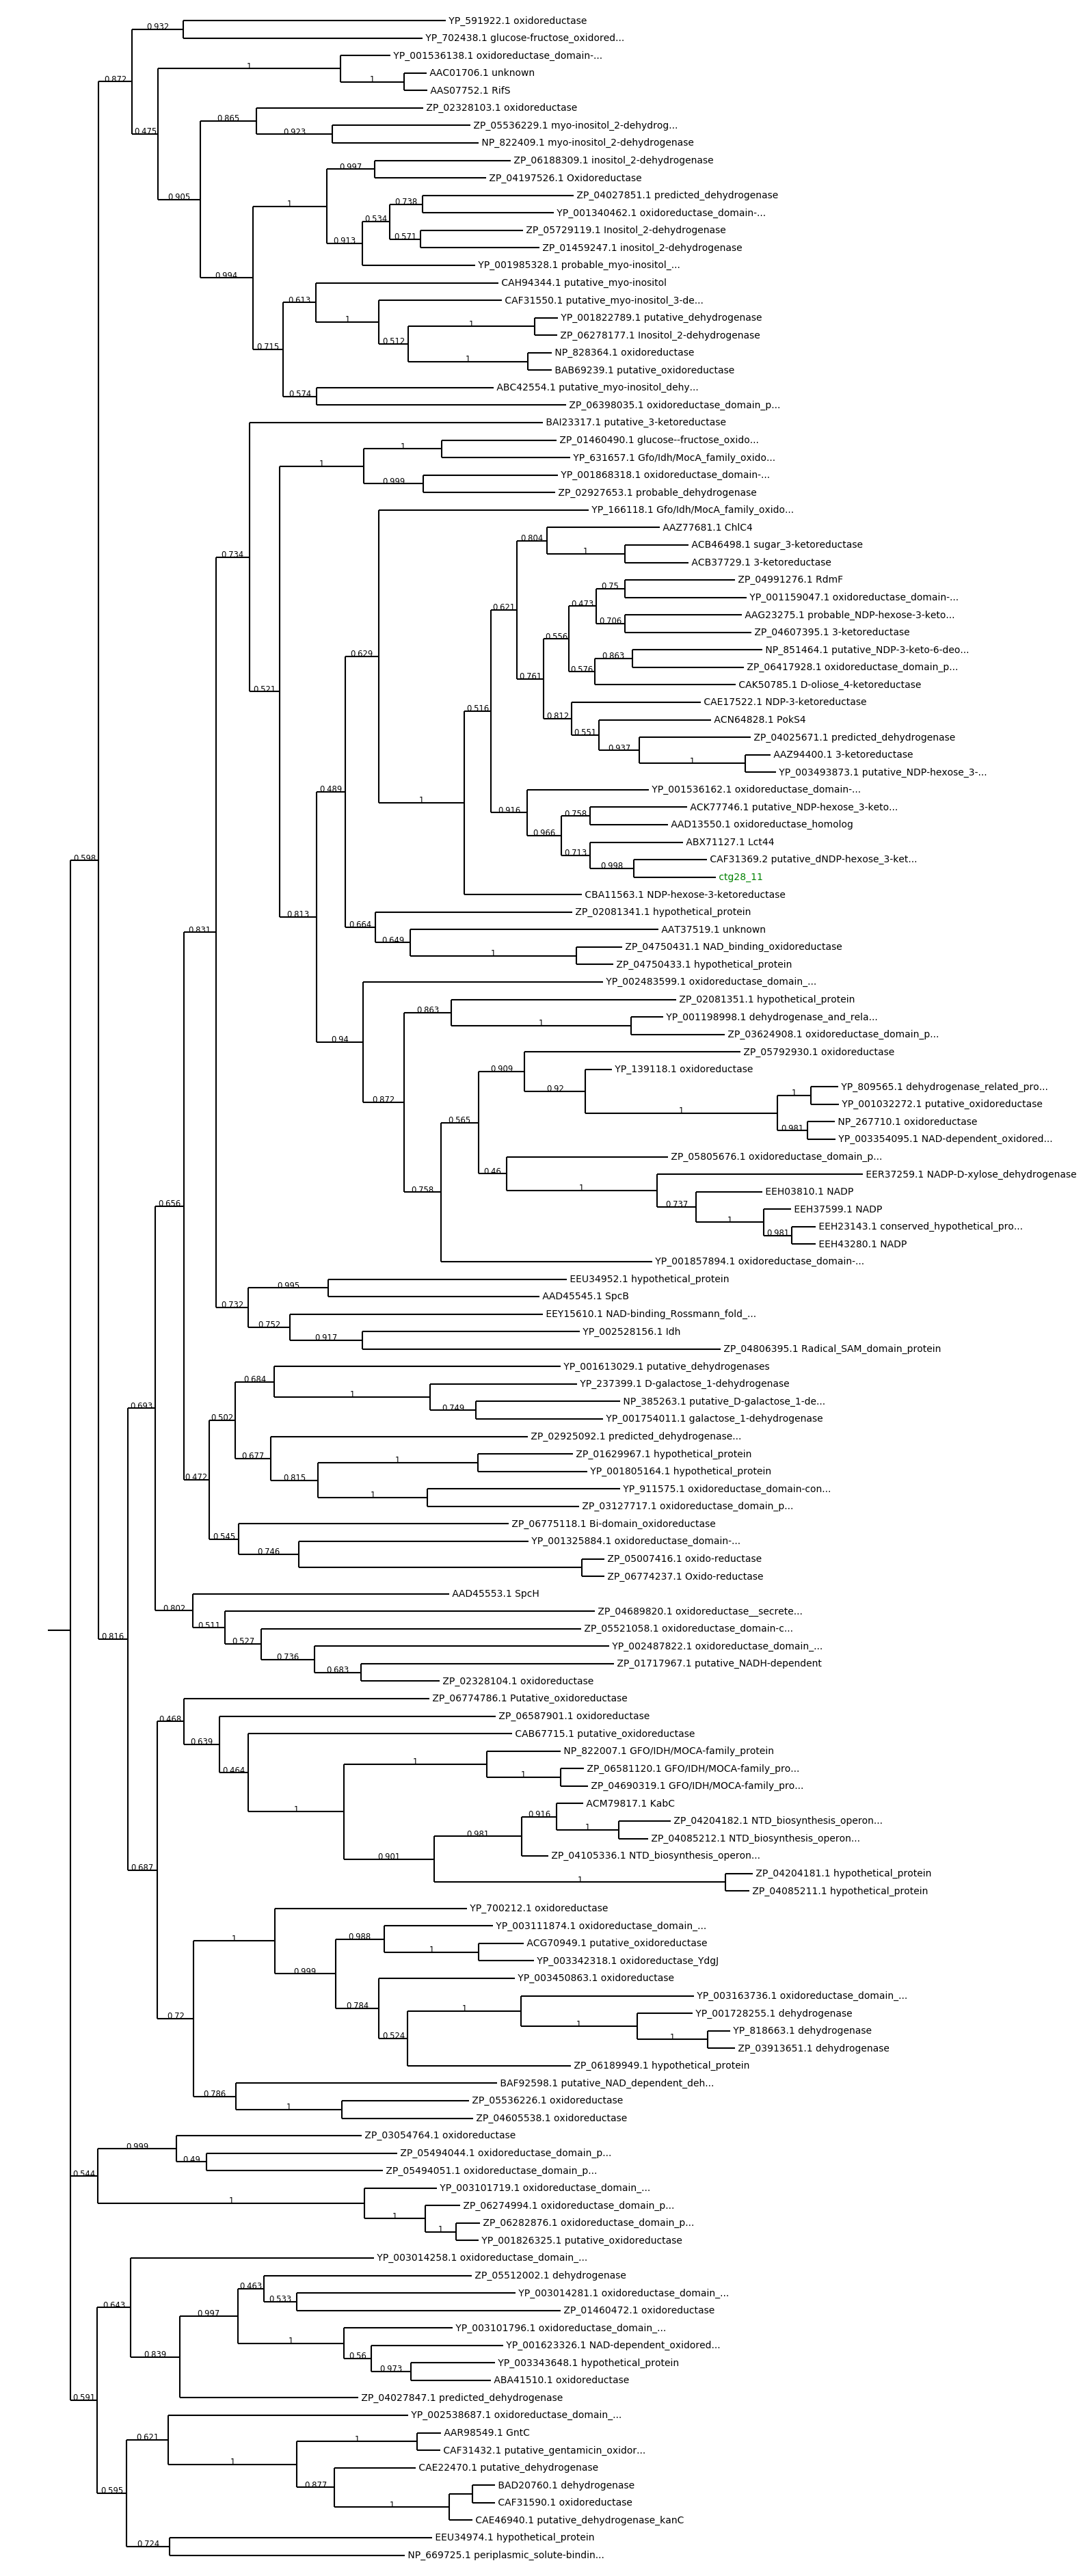 YP_591922.1 oxidoreductase
0.932
YP_702438.1 glucose-fructose_oxidored...
YP_001536138.1 oxidoreductase_domain-...
1
0.872
AAC01706.1 unknown
1
AAS07752.1 RifS
ZP_02328103.1 oxidoreductase
0.865
ZP_05536229.1 myo-inositol_2-dehydrog...
0.475
0.923
NP_822409.1 myo-inositol_2-dehydrogenase
ZP_06188309.1 inositol_2-dehydrogenase
0.997
ZP_04197526.1 Oxidoreductase
0.905
ZP_04027851.1 predicted_dehydrogenase
1
0.738
YP_001340462.1 oxidoreductase_domain-...
0.534
ZP_05729119.1 Inositol_2-dehydrogenase
0.913
0.571
ZP_01459247.1 inositol_2-dehydrogenase
YP_001985328.1 probable_myo-inositol_...
0.994
CAH94344.1 putative_myo-inositol
0.613
CAF31550.1 putative_myo-inositol_3-de...
1
YP_001822789.1 putative_dehydrogenase
1
ZP_06278177.1 Inositol_2-dehydrogenase
0.715
0.512
NP_828364.1 oxidoreductase
1
BAB69239.1 putative_oxidoreductase
ABC42554.1 putative_myo-inositol_dehy...
0.574
ZP_06398035.1 oxidoreductase_domain_p...
BAI23317.1 putative_3-ketoreductase
ZP_01460490.1 glucose--fructose_oxido...
1
YP_631657.1 Gfo/Idh/MocA_family_oxido...
1
YP_001868318.1 oxidoreductase_domain-...
0.999
ZP_02927653.1 probable_dehydrogenase
YP_166118.1 Gfo/Idh/MocA_family_oxido...
AAZ77681.1 ChlC4
0.804
ACB46498.1 sugar_3-ketoreductase
0.734
1
ACB37729.1 3-ketoreductase
ZP_04991276.1 RdmF
0.75
YP_001159047.1 oxidoreductase_domain-...
0.621
0.473
AAG23275.1 probable_NDP-hexose-3-keto...
0.706
ZP_04607395.1 3-ketoreductase
0.556
NP_851464.1 putative_NDP-3-keto-6-deo...
0.629
0.863
ZP_06417928.1 oxidoreductase_domain_p...
0.761
0.576
CAK50785.1 D-oliose_4-ketoreductase
0.521
CAE17522.1 NDP-3-ketoreductase
0.516
0.812
ACN64828.1 PokS4
0.551
ZP_04025671.1 predicted_dehydrogenase
0.937
AAZ94400.1 3-ketoreductase
1
YP_003493873.1 putative_NDP-hexose_3-...
0.489
YP_001536162.1 oxidoreductase_domain-...
1
0.916
ACK77746.1 putative_NDP-hexose_3-keto...
0.758
AAD13550.1 oxidoreductase_homolog
0.966
ABX71127.1 Lct44
0.713
0.598
CAF31369.2 putative_dNDP-hexose_3-ket...
0.998
ctg28_11
CBA11563.1 NDP-hexose-3-ketoreductase
0.813
ZP_02081341.1 hypothetical_protein
0.664
0.831
AAT37519.1 unknown
0.649
ZP_04750431.1 NAD_binding_oxidoreductase
1
ZP_04750433.1 hypothetical_protein
YP_002483599.1 oxidoreductase_domain_...
ZP_02081351.1 hypothetical_protein
0.863
YP_001198998.1 dehydrogenase_and_rela...
1
ZP_03624908.1 oxidoreductase_domain_p...
0.94
ZP_05792930.1 oxidoreductase
0.909
YP_139118.1 oxidoreductase
0.92
YP_809565.1 dehydrogenase_related_pro...
1
0.872
YP_001032272.1 putative_oxidoreductase
1
NP_267710.1 oxidoreductase
0.565
0.981
YP_003354095.1 NAD-dependent_oxidored...
ZP_05805676.1 oxidoreductase_domain_p...
0.46
EER37259.1 NADP-D-xylose_dehydrogenase
1
0.758
EEH03810.1 NADP
0.737
0.656
EEH37599.1 NADP
1
EEH23143.1 conserved_hypothetical_pro...
0.981
EEH43280.1 NADP
YP_001857894.1 oxidoreductase_domain-...
EEU34952.1 hypothetical_protein
0.995
AAD45545.1 SpcB
0.732
EEY15610.1 NAD-binding_Rossmann_fold_...
0.752
YP_002528156.1 Idh
0.917
ZP_04806395.1 Radical_SAM_domain_protein
YP_001613029.1 putative_dehydrogenases
0.684
YP_237399.1 D-galactose_1-dehydrogenase
1
NP_385263.1 putative_D-galactose_1-de...
0.693
0.749
YP_001754011.1 galactose_1-dehydrogenase
0.502
ZP_02925092.1 predicted_dehydrogenase...
0.677
ZP_01629967.1 hypothetical_protein
1
YP_001805164.1 hypothetical_protein
0.472
0.815
YP_911575.1 oxidoreductase_domain-con...
1
ZP_03127717.1 oxidoreductase_domain_p...
ZP_06775118.1 Bi-domain_oxidoreductase
0.545
YP_001325884.1 oxidoreductase_domain-...
0.746
ZP_05007416.1 oxido-reductase
ZP_06774237.1 Oxido-reductase
AAD45553.1 SpcH
0.802
ZP_04689820.1 oxidoreductase__secrete...
0.511
ZP_05521058.1 oxidoreductase_domain-c...
0.816
0.527
YP_002487822.1 oxidoreductase_domain_...
0.736
ZP_01717967.1 putative_NADH-dependent
0.683
ZP_02328104.1 oxidoreductase
ZP_06774786.1 Putative_oxidoreductase
0.468
ZP_06587901.1 oxidoreductase
0.639
CAB67715.1 putative_oxidoreductase
0.464
NP_822007.1 GFO/IDH/MOCA-family_protein
1
ZP_06581120.1 GFO/IDH/MOCA-family_pro...
1
ZP_04690319.1 GFO/IDH/MOCA-family_pro...
1
ACM79817.1 KabC
0.916
ZP_04204182.1 NTD_biosynthesis_operon...
1
0.981
ZP_04085212.1 NTD_biosynthesis_operon...
0.901
ZP_04105336.1 NTD_biosynthesis_operon...
0.687
ZP_04204181.1 hypothetical_protein
1
ZP_04085211.1 hypothetical_protein
YP_700212.1 oxidoreductase
YP_003111874.1 oxidoreductase_domain_...
1
0.988
ACG70949.1 putative_oxidoreductase
1
YP_003342318.1 oxidoreductase_YdgJ
0.999
YP_003450863.1 oxidoreductase
YP_003163736.1 oxidoreductase_domain_...
0.784
1
YP_001728255.1 dehydrogenase
0.72
1
YP_818663.1 dehydrogenase
0.524
1
ZP_03913651.1 dehydrogenase
ZP_06189949.1 hypothetical_protein
BAF92598.1 putative_NAD_dependent_deh...
0.786
ZP_05536226.1 oxidoreductase
1
ZP_04605538.1 oxidoreductase
ZP_03054764.1 oxidoreductase
0.999
ZP_05494044.1 oxidoreductase_domain_p...
0.49
ZP_05494051.1 oxidoreductase_domain_p...
0.544
YP_003101719.1 oxidoreductase_domain_...
1
ZP_06274994.1 oxidoreductase_domain_p...
1
ZP_06282876.1 oxidoreductase_domain_p...
1
YP_001826325.1 putative_oxidoreductase
YP_003014258.1 oxidoreductase_domain_...
ZP_05512002.1 dehydrogenase
0.463
YP_003014281.1 oxidoreductase_domain_...
0.643
0.533
ZP_01460472.1 oxidoreductase
0.997
YP_003101796.1 oxidoreductase_domain_...
1
YP_001623326.1 NAD-dependent_oxidored...
0.839
0.56
YP_003343648.1 hypothetical_protein
0.973
ABA41510.1 oxidoreductase
0.591
ZP_04027847.1 predicted_dehydrogenase
YP_002538687.1 oxidoreductase_domain_...
0.621
AAR98549.1 GntC
1
CAF31432.1 putative_gentamicin_oxidor...
1
CAE22470.1 putative_dehydrogenase
0.877
BAD20760.1 dehydrogenase
0.595
CAF31590.1 oxidoreductase
1
CAE46940.1 putative_dehydrogenase_kanC
EEU34974.1 hypothetical_protein
0.724
NP_669725.1 periplasmic_solute-bindin...